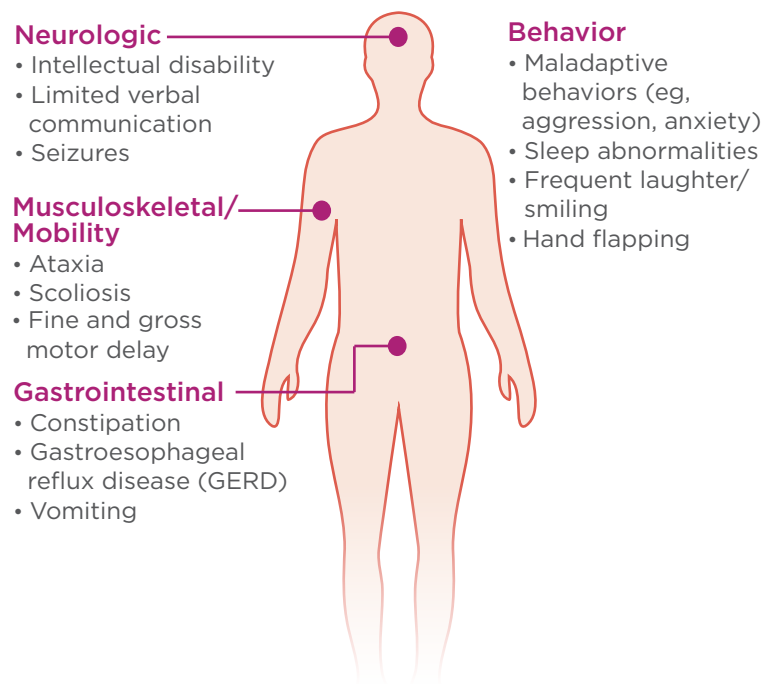 Neurologic
• Intellectual disability
• Limited verbal
communication
• Seizures
Musculoskeletal/
Mobility
• Ataxia
• Scoliosis
• Fine and gross
motor delay
Gastrointestinal
• Constipation
• Gastroesophageal
reflux disease (GERD)
• Vomiting
Behavior
• Maladaptive
behaviors (eg,
aggression, anxiety)
• Sleep abnormalities
• Frequent laughter/
smiling
• Hand flapping